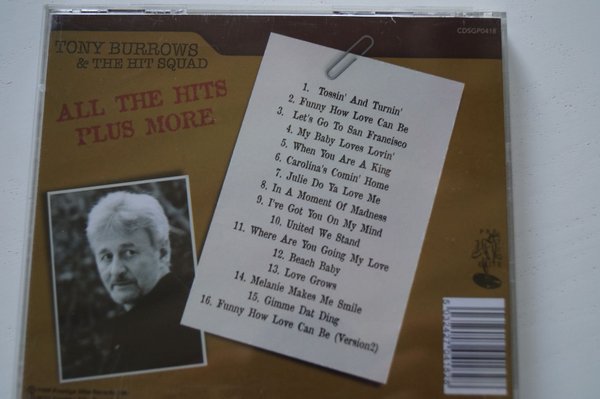 CDSGP0418
TONY BURROWS
& THE HIT SQUAD
ALL THE HITS
PLUS MORE
1. Tossin' And Turnin'
2. Funny How Love Can Be
3. Let's Go To San Francisco
4. My Baby Loves Lovin'
5. When You Are A King
6. Carolina's Comin' Home
7. Julie Do Ya Love Me
8. In A Moment Of Madness
9. I've Got You On My Mind
10. United We Stand
11. Where Are You Going My Love
12. Beach Baby
13. Love Grows
14. Melanie Makes Me Smile
15. Gimme Dat Ding
16. Funny How Love Can Be (Version2)